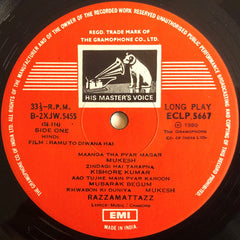 REGD. TRADE MARK OF
THE GRAMOPHONE CO., LTD.
HIS MASTER'S VOICE
33⅓-R.P.M.
B-2XJW.5455
SIDE ONE
HINDI
FILM : RAMU TO DIWANA HAI
LONG PLAY
ECLP.5667
℗ 1980
THE GRAMOPHONE
CO. OF INDIA LTD
MAANGA THA PYAR MAGAR
MUKESH
ZINDAGI HAI TARAPNA
KISHORE KUMAR
AAO TUJHE MAIN PYAR KAROON
MUBARAK BEGUM
KHWABON KI DUNIYA MUKESH
RAZZAMATTAZZ
EMI
MADE IN INDIA.